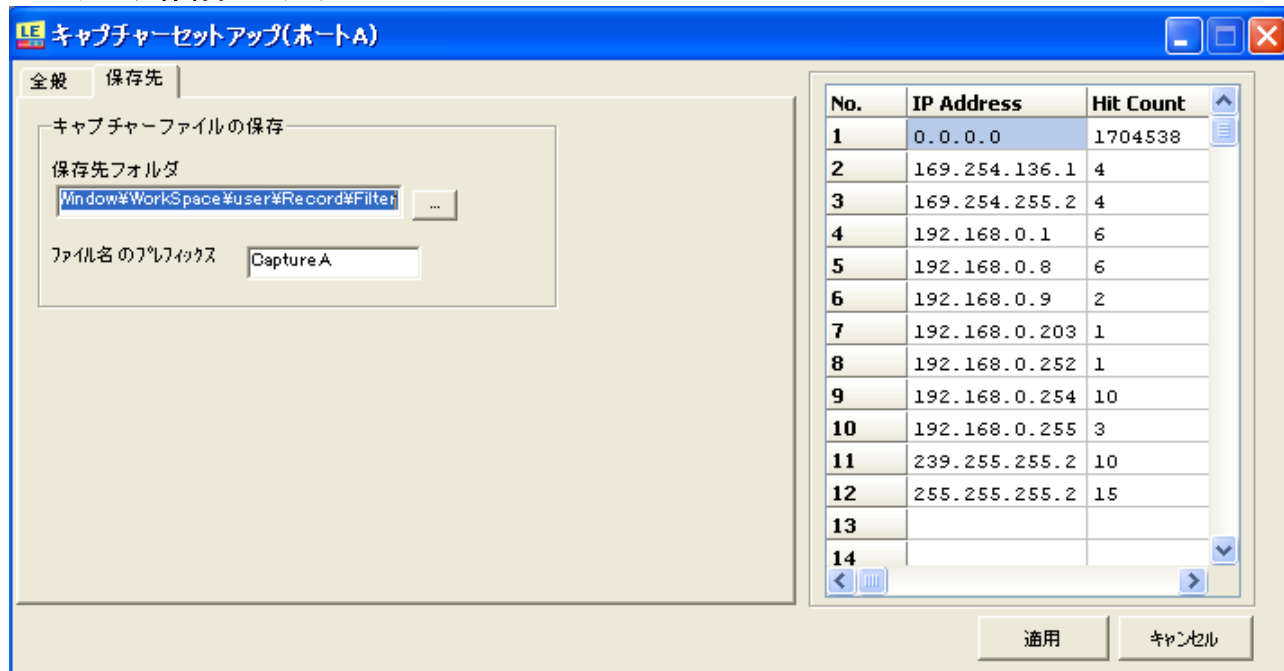 LE キャプチャーセットアップ(ポートA)
全般 保存先
キャプチャーファイルの保存
保存先フォルダ
Window¥WorkSpace¥user¥Record¥Filter
...
ファイル名のプレフィックス CaptureA
No. IP Address Hit Count
1 0.0.0.0 1704538
2 169.254.136.1 4
3 169.254.255.2 4
4 192.168.0.1 6
5 192.168.0.8 6
6 192.168.0.9 2
7 192.168.0.203 1
8 192.168.0.252 1
9 192.168.0.254 10
10 192.168.0.255 3
11 239.255.255.2 10
12 255.255.255.2 15
13
14
適用 キャンセル